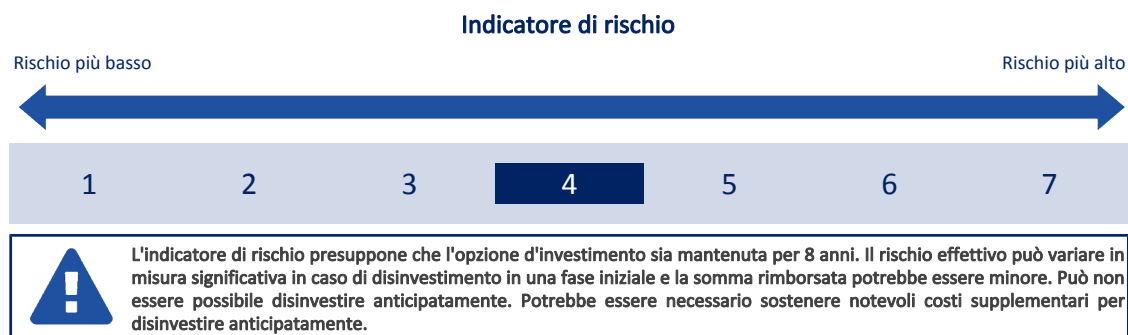 Indicatore di rischio
Rischio più basso
Rischio più alto
1 2 3 4 5 6 7
L'indicatore di rischio presuppone che l'opzione d'investimento sia mantenuta per 8 anni. Il rischio effettivo può variare in
misura significativa in caso di disinvestimento in una fase iniziale e la somma rimborsata potrebbe essere minore. Può non
essere possibile disinvestire anticipatamente. Potrebbe essere necessario sostenere notevoli costi supplementari per
disinvestire anticipatamente.